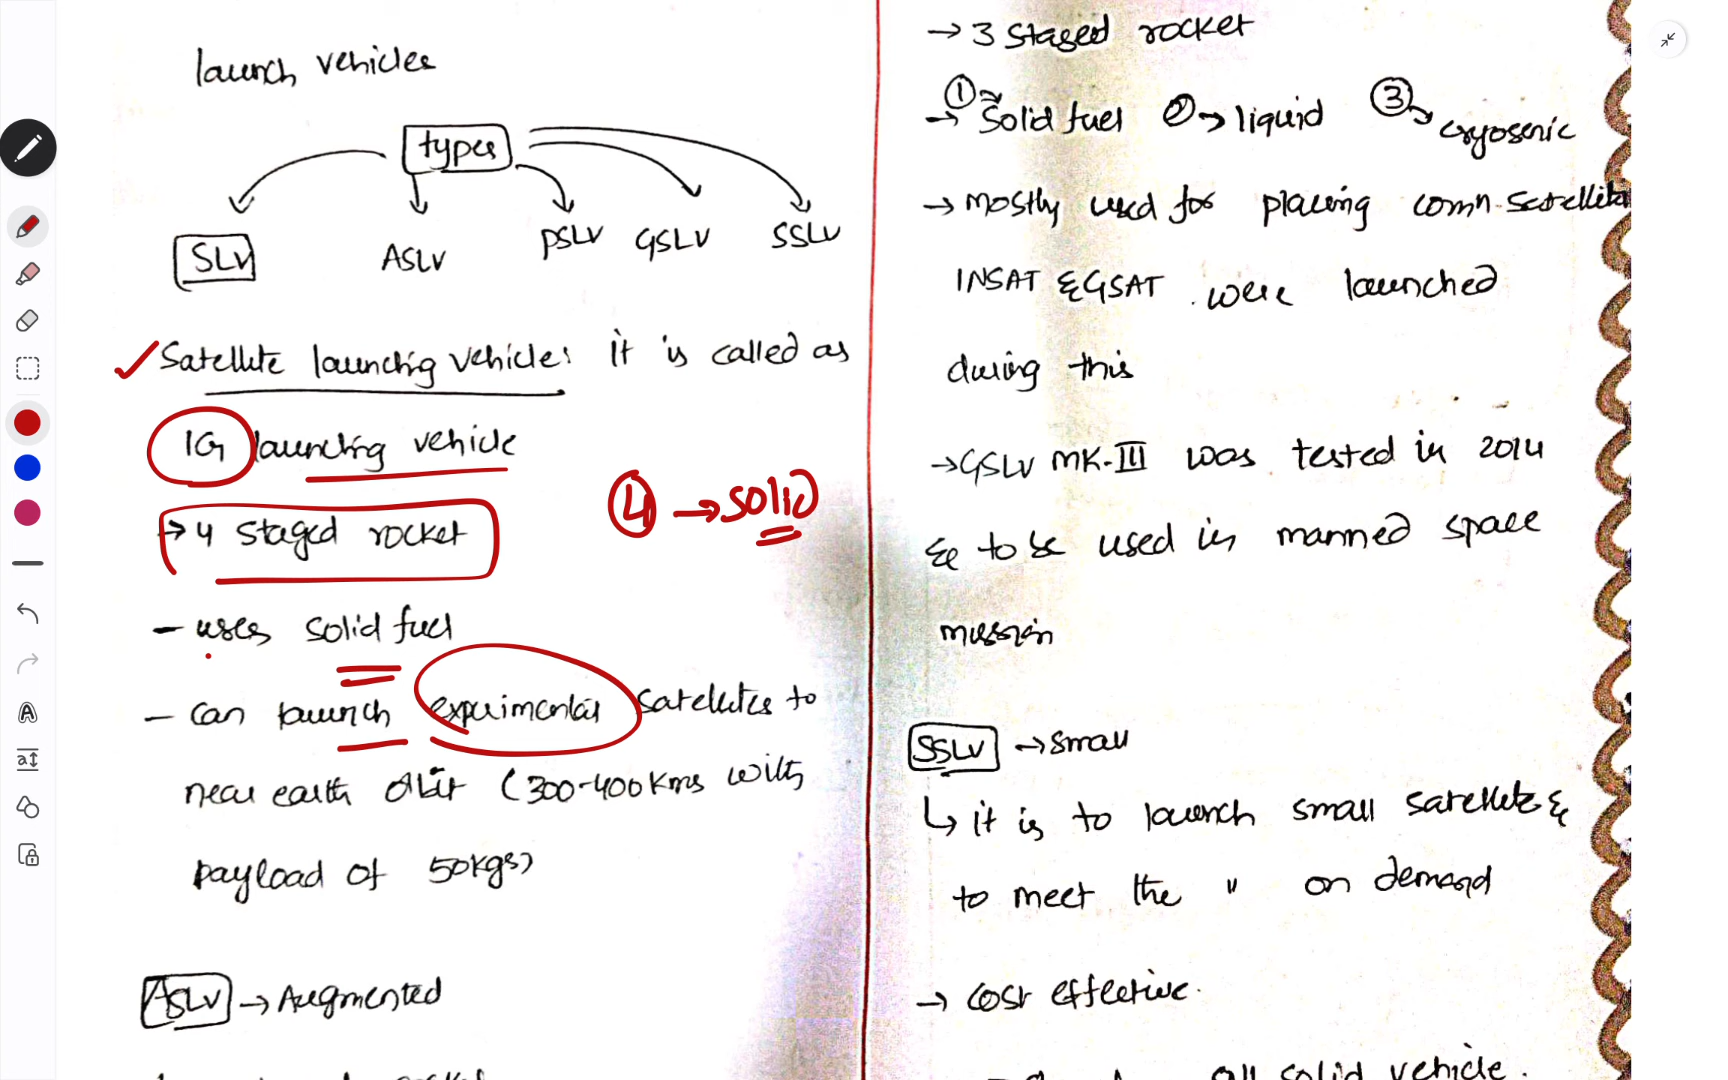 launch vehicles
types
SLV
ASLV
PSLV
GSLV
SSLV
Satellite launching vehicle: it is called as
1G launching vehicle
→ 4 staged rocket
4 → solid
- uses solid fuel
- can launch experimental satellites to
near earth orbit (300-400kms with
payload of 50kgs)
ASLV → Augmented
→ 3 staged rocket
→ ① Solid fuel ② → liquid ③ → cryogenic
→ mostly used for placing comn. satellites
INSAT & GSAT were launched
during this
→ GSLV MK-III was tested in 2014
& to be used in manned space
mission
SSLV → small
↳ it is to launch small satellite &
to meet the " on demand
→ cost effective.
all solid vehicle.